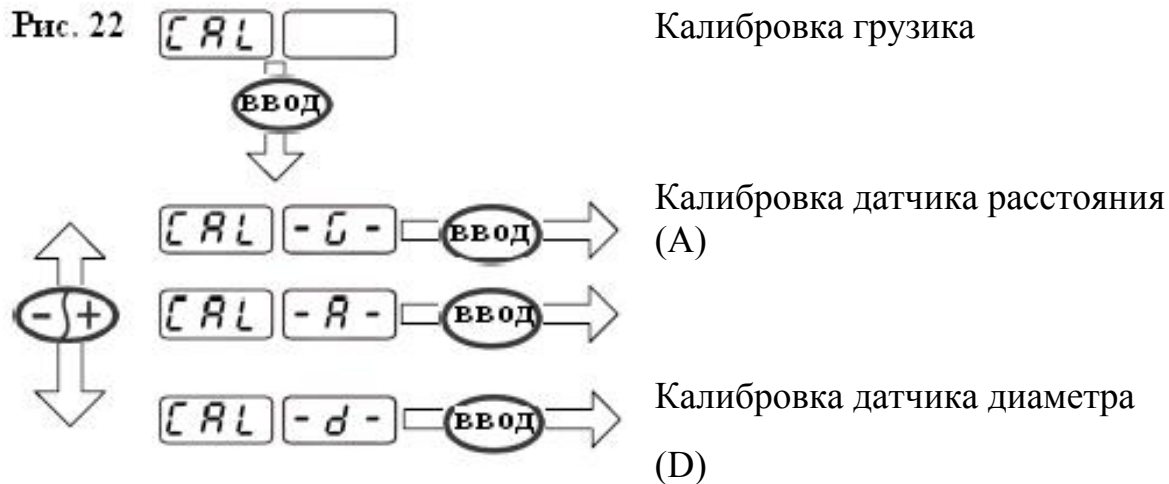 Рис. 22 CAL Калибровка грузика
ввод
CAL -G- ввод Калибровка датчика расстояния
(A)
- + CAL -A- ввод
CAL -d- ввод Калибровка датчика диаметра
(D)